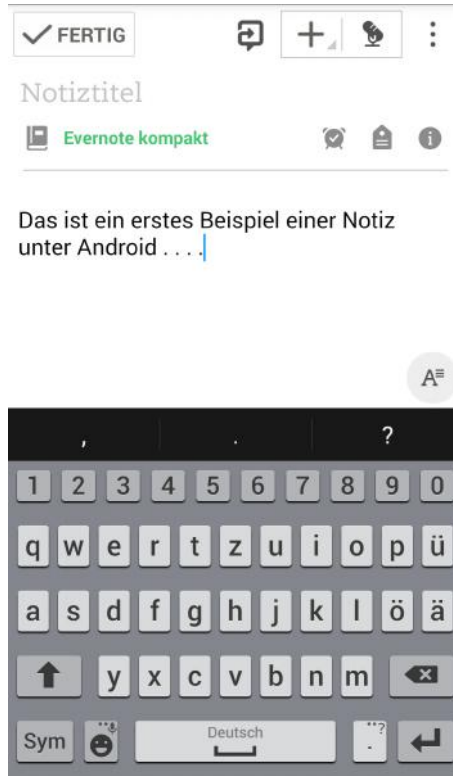 FERTIG
Notiztitel
Evernote kompakt
Das ist ein erstes Beispiel einer Notiz
unter Android . . . .
A
, . ?
1 2 3 4 5 6 7 8 9 0
q w e r t z u i o p ü
a s d f g h j k l ö ä
y x c v b n m
Deutsch
Sym . ?